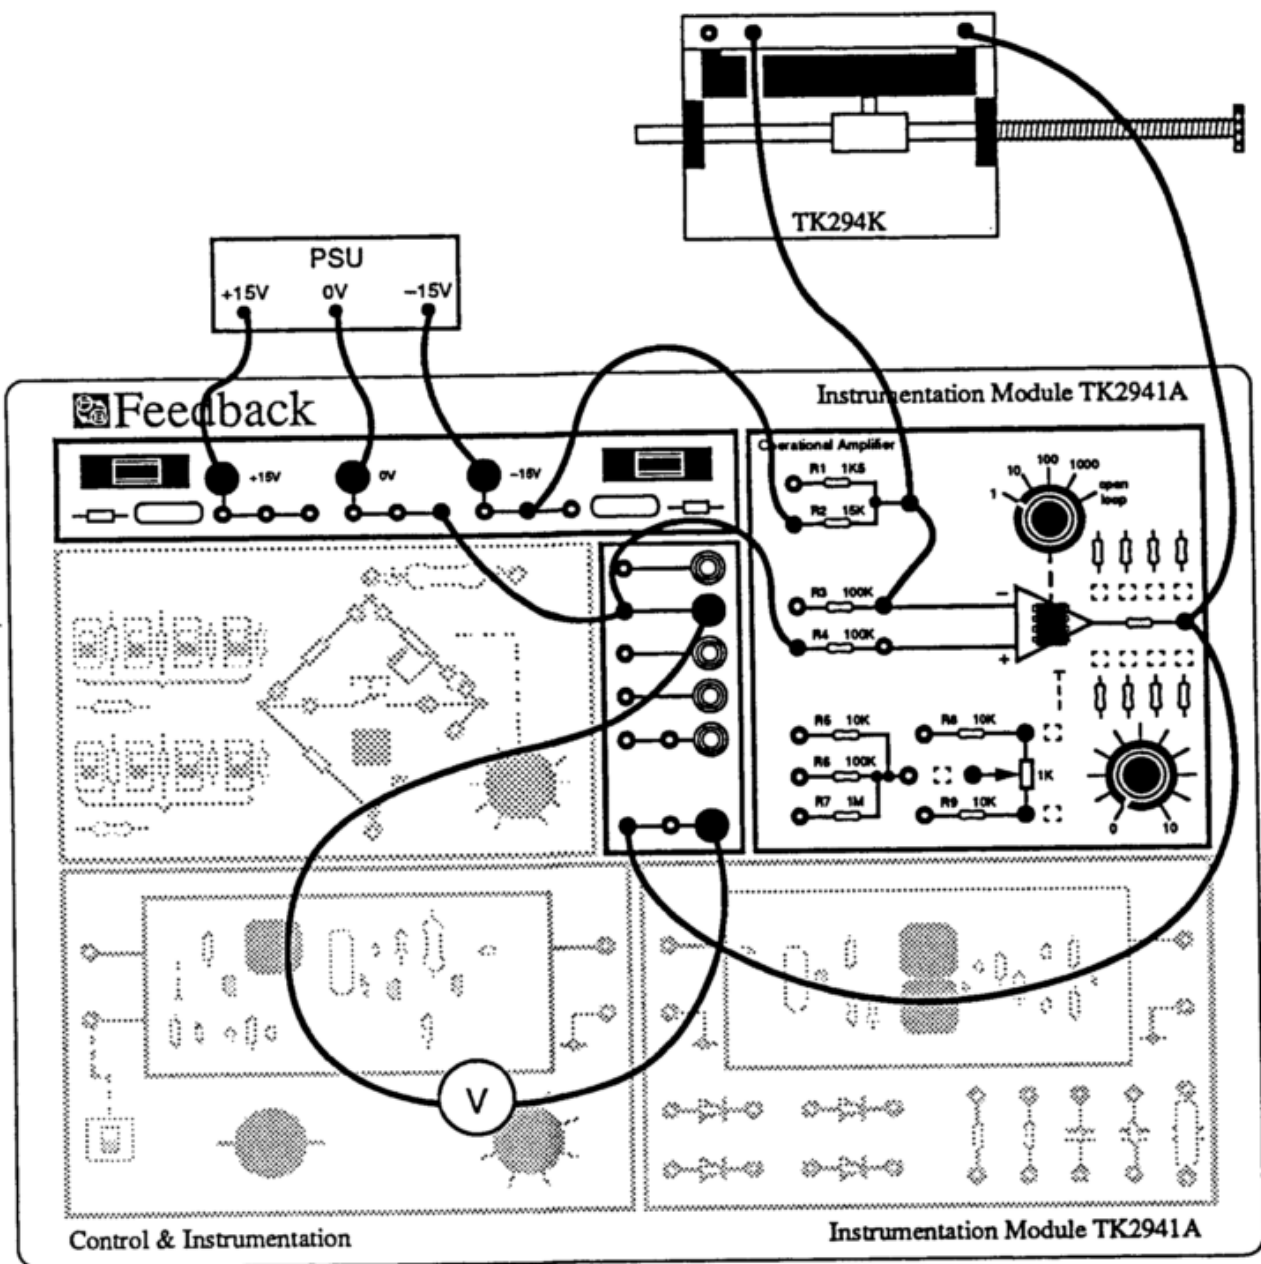 TK294K
PSU
+15V 0V −15V
Feedback
Instrumentation Module TK2941A
+15V 0V −15V
Operational Amplifier
R1 1K5
R2 15K
1 10 100 1000 open
loop
R3 100K
R4 100K
−
+
R5 10K
R6 100K
R7 1M
R8 10K
1K
R9 10K
0 10
V
Control & Instrumentation
Instrumentation Module TK2941A